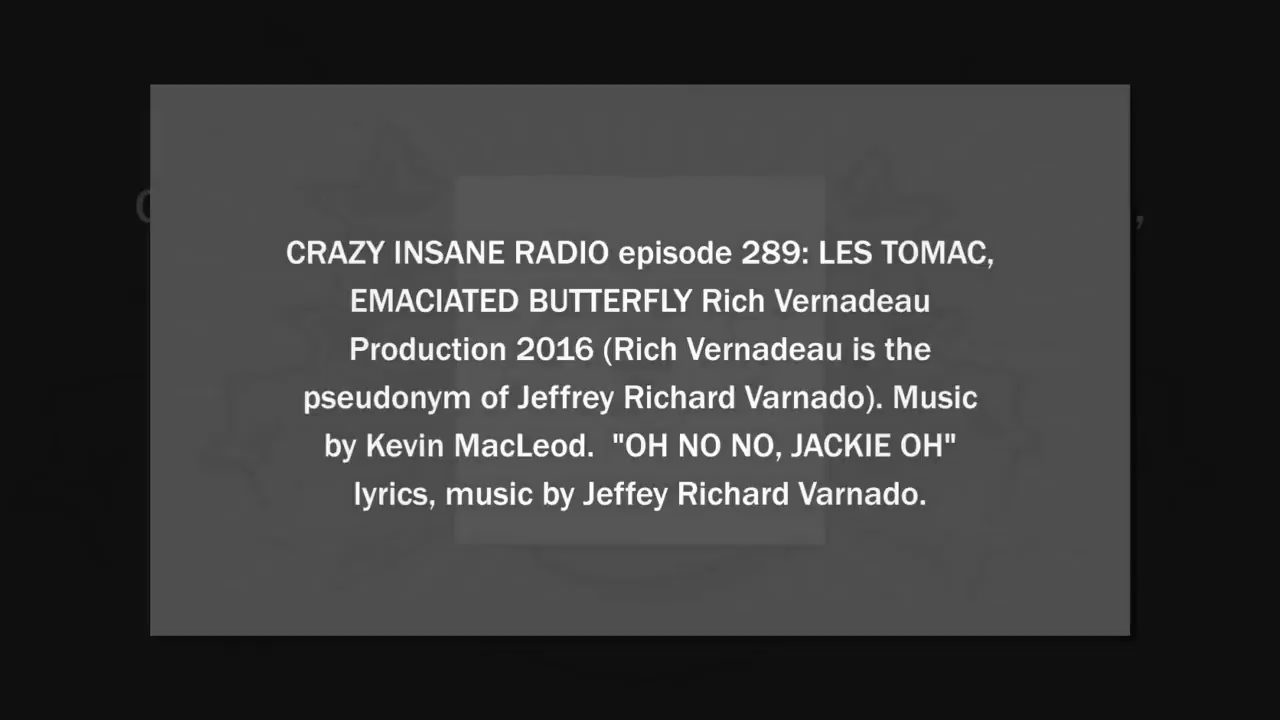 CRAZY INSANE RADIO episode 289: LES TOMAC,
EMACIATED BUTTERFLY Rich Vernadeau
Production 2016 (Rich Vernadeau is the
pseudonym of Jeffrey Richard Varnado). Music
by Kevin MacLeod.  "OH NO NO, JACKIE OH"
lyrics, music by Jeffey Richard Varnado.